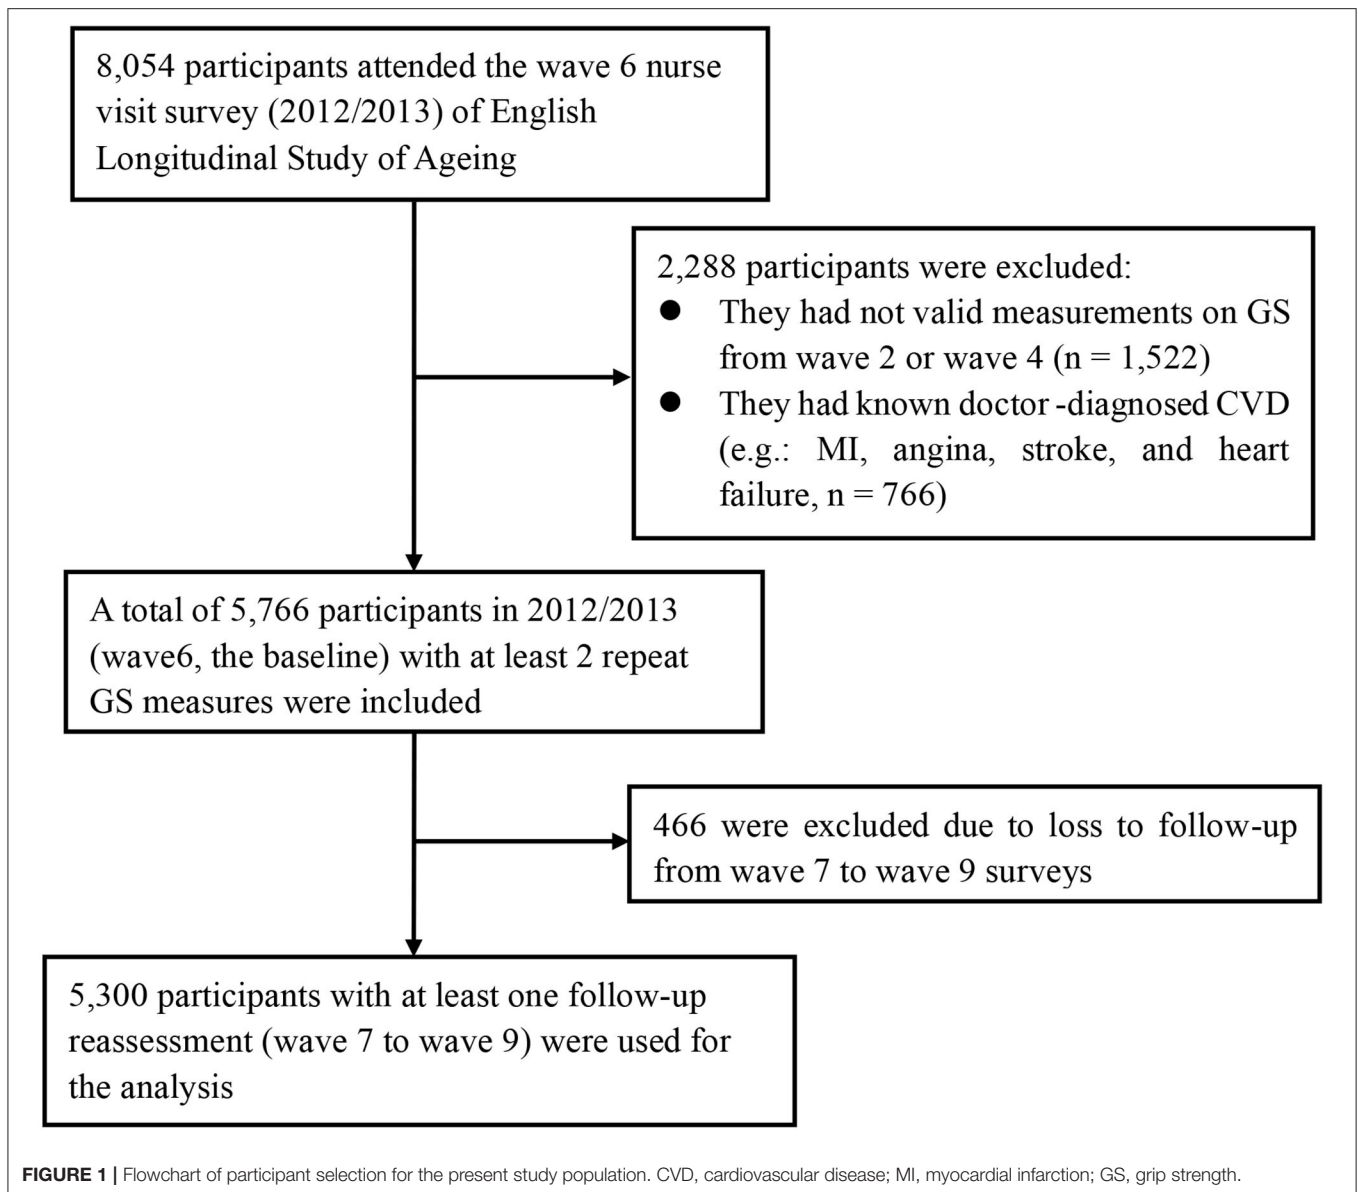 8,054 participants attended the wave 6 nurse
visit survey (2012/2013) of English
Longitudinal Study of Ageing
2,288 participants were excluded:
● They had not valid measurements on GS
from wave 2 or wave 4 (n = 1,522)
● They had known doctor-diagnosed CVD
(e.g.: MI, angina, stroke, and heart
failure, n = 766)
A total of 5,766 participants in 2012/2013
(wave6, the baseline) with at least 2 repeat
GS measures were included
466 were excluded due to loss to follow-up
from wave 7 to wave 9 surveys
5,300 participants with at least one follow-up
reassessment (wave 7 to wave 9) were used for
the analysis
FIGURE 1 | Flowchart of participant selection for the present study population. CVD, cardiovascular disease; MI, myocardial infarction; GS, grip strength.